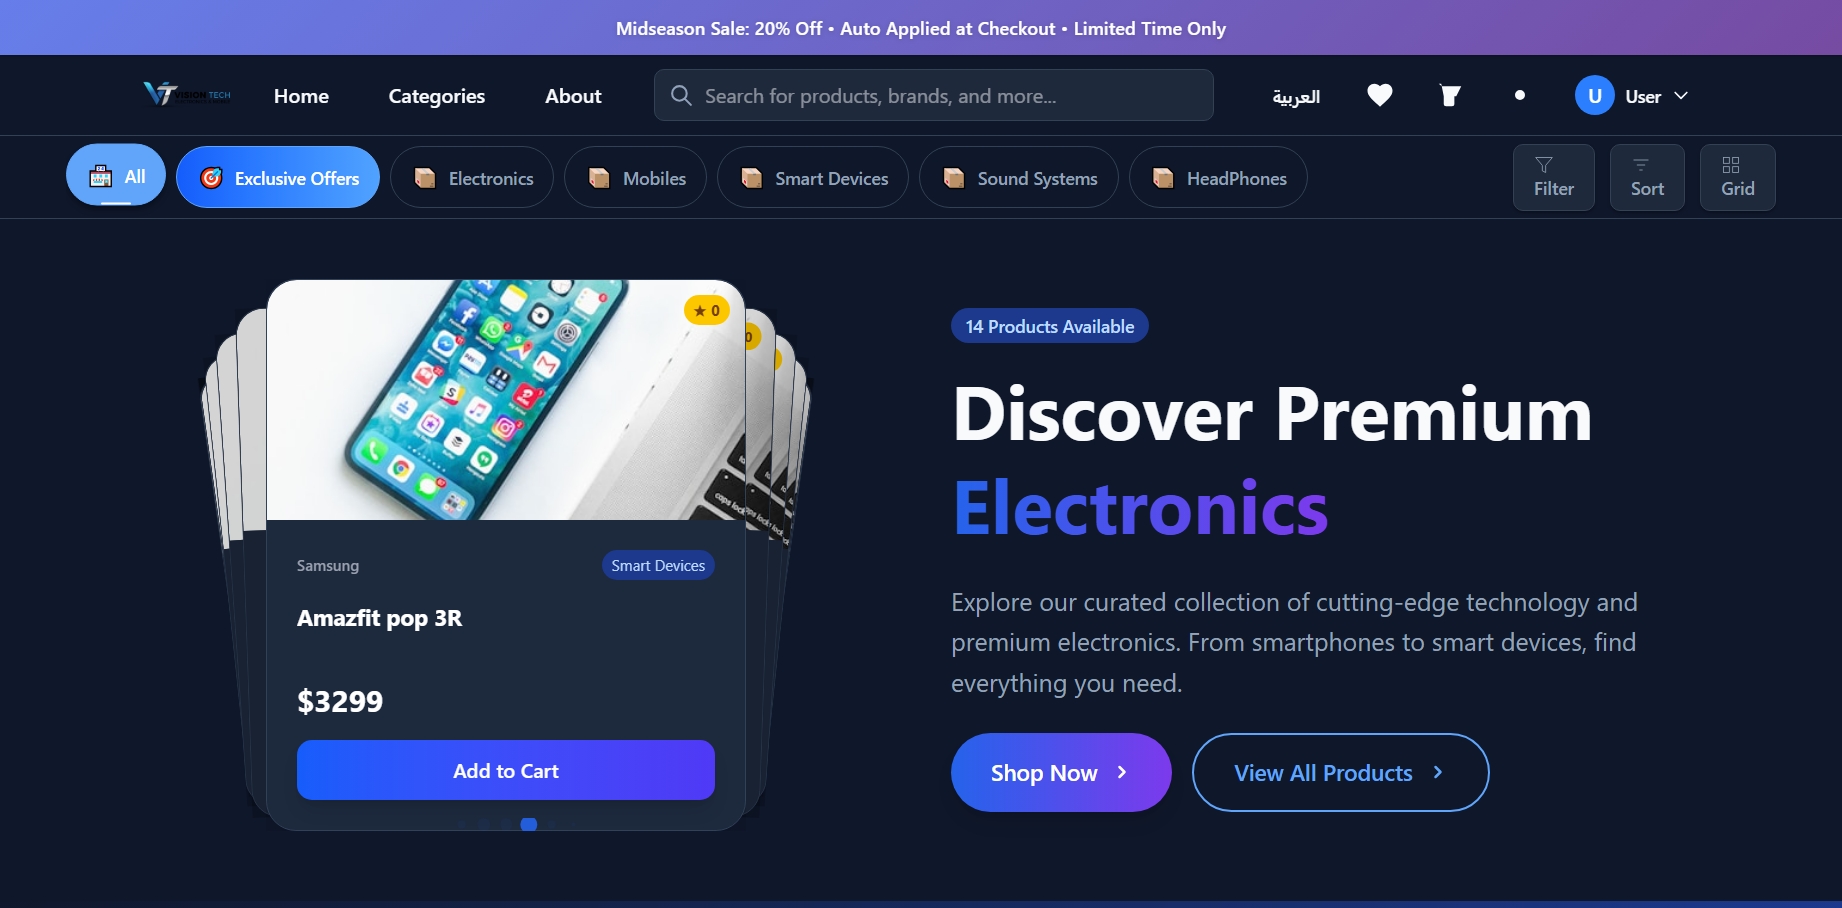 Midseason Sale: 20% Off • Auto Applied at Checkout • Limited Time Only
VISION TECH
Home
Categories
About
Search for products, brands, and more...
العربية
U
User
All
Exclusive Offers
Electronics
Mobiles
Smart Devices
Sound Systems
HeadPhones
Filter
Sort
Grid
★ 0
0
caps lock
Samsung
Smart Devices
Amazfit pop 3R
$3299
Add to Cart
14 Products Available
Discover Premium
Electronics
Explore our curated collection of cutting-edge technology and
premium electronics. From smartphones to smart devices, find
everything you need.
Shop Now
View All Products